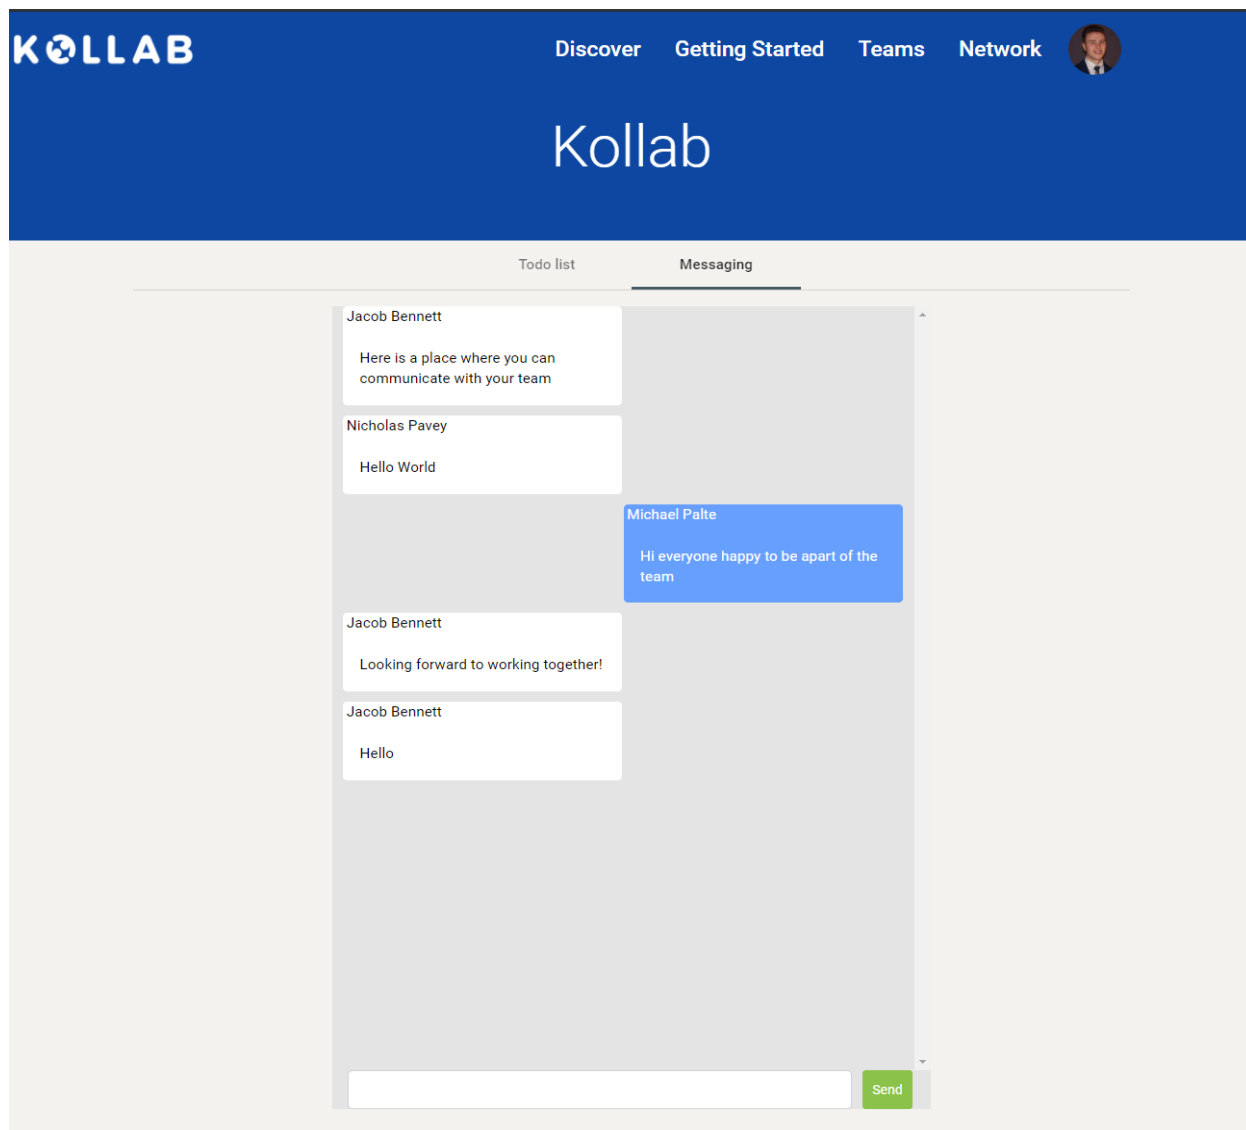 KOLLAB
Discover Getting Started Teams Network
Kollab
Todo list Messaging
Jacob Bennett
Here is a place where you can
communicate with your team
Nicholas Pavey
Hello World
Michael Palte
Hi everyone happy to be apart of the
team
Jacob Bennett
Looking forward to working together!
Jacob Bennett
Hello
Send